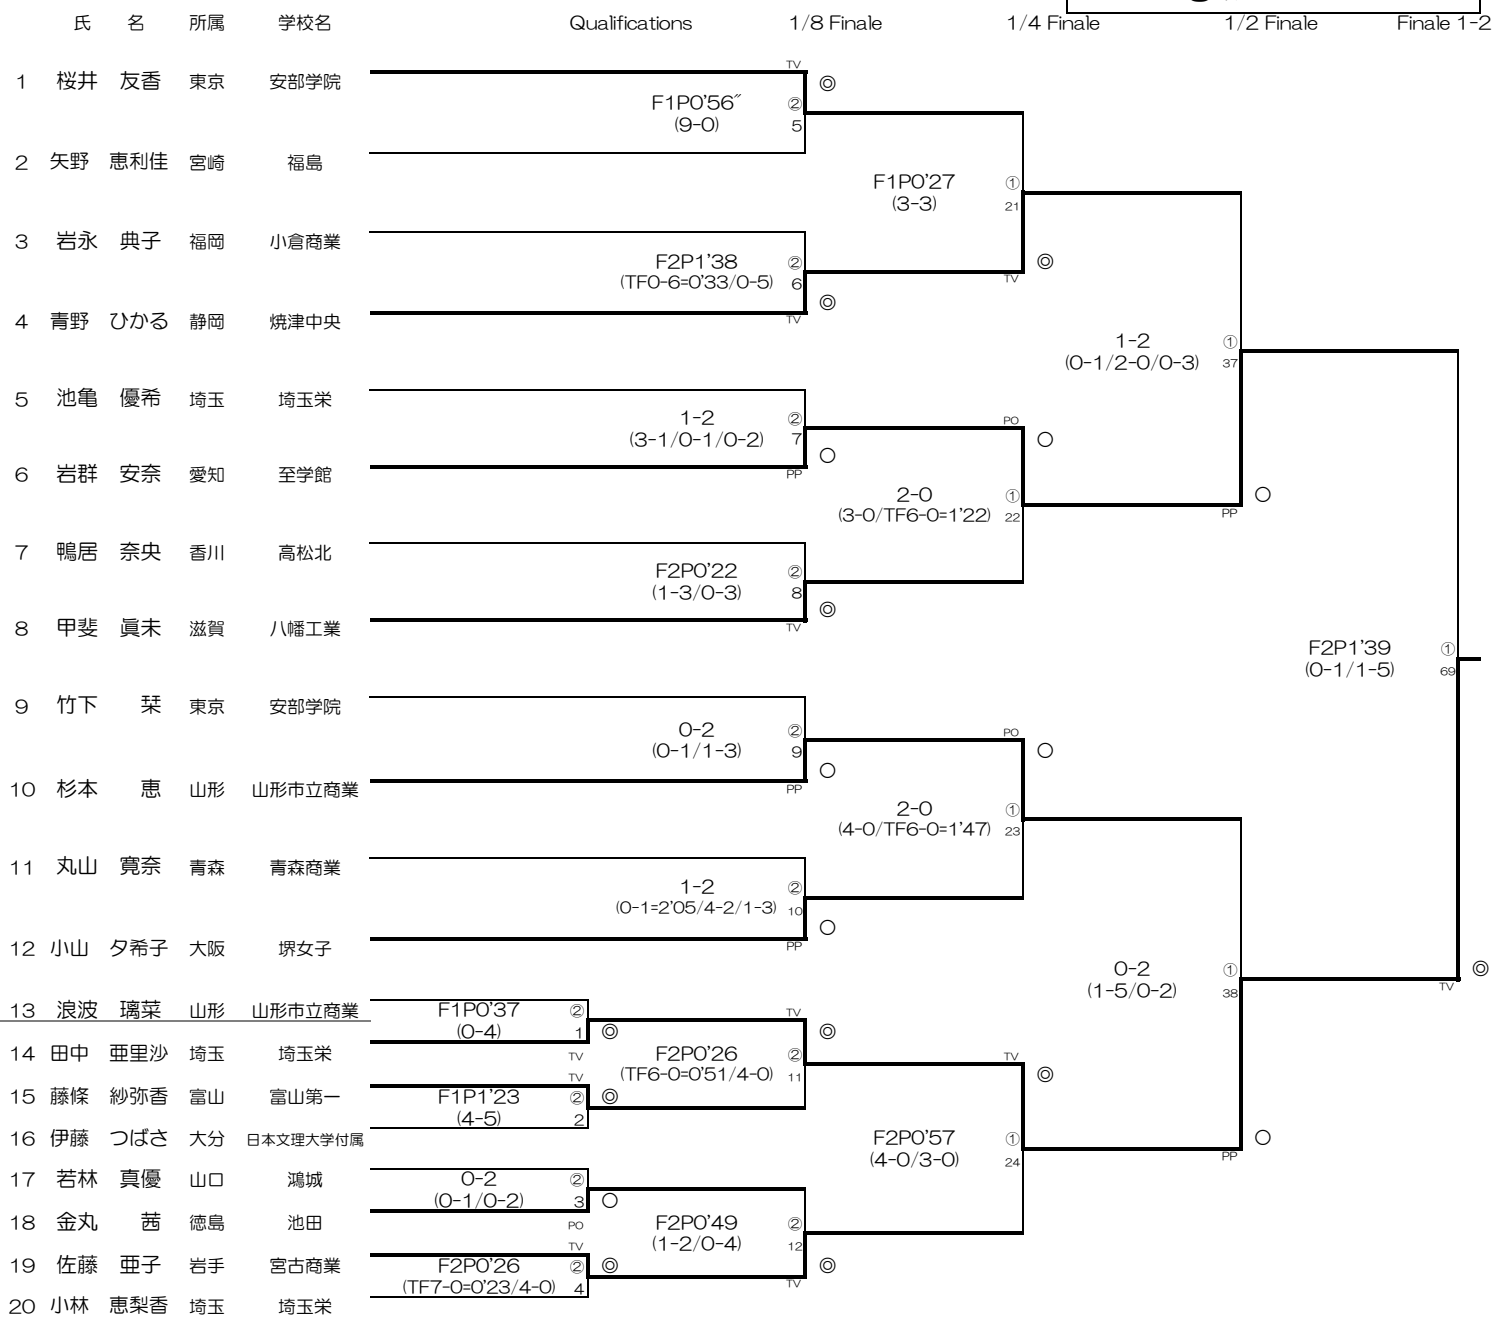 氏 名 所属 学校名 Qualifications 1/8 Finale 1/4 Finale 1/2 Finale Finale 1-2
1 桜井 友香 東京 安部学院
TV ◎
F1P0'56″ ②
(9-0) 5
2 矢野 恵利佳 宮崎 福島
F1P0'27 ①
(3-3) 21
3 岩永 典子 福岡 小倉商業
F2P1'38 ②
(TF0-6=0'33/0-5) 6
TV ◎
◎
4 青野 ひかる 静岡 焼津中央
TV
1-2 ①
(0-1/2-0/0-3) 37
5 池亀 優希 埼玉 埼玉栄
1-2 ②
(3-1/0-1/0-2) 7
PO ○
○
6 岩群 安奈 愛知 至学館
PP
2-0 ①
(3-0/TF6-0=1'22) 22
PP ○
7 鴨居 奈央 香川 高松北
F2P0'22 ②
(1-3/0-3) 8
◎
8 甲斐 眞未 滋賀 八幡工業
TV
F2P1'39 ①
(0-1/1-5) 69
9 竹下 栞 東京 安部学院
0-2 ②
(0-1/1-3) 9
PO ○
○
10 杉本 恵 山形 山形市立商業
PP
2-0 ①
(4-0/TF6-0=1'47) 23
11 丸山 寛奈 青森 青森商業
1-2 ②
(0-1=2'05/4-2/1-3) 10
○
12 小山 夕希子 大阪 堺女子
PP
0-2 ①
(1-5/0-2) 38
TV ◎
13 浪波 璃菜 山形 山形市立商業
F1P0'37 ②
(0-4) 1 ◎
TV ◎
14 田中 亜里沙 埼玉 埼玉栄
TV
F2P0'26 ②
(TF6-0=0'51/4-0) 11
TV ◎
TV
15 藤條 紗弥香 富山 富山第一
F1P1'23 ② ◎
(4-5) 2
16 伊藤 つばさ 大分 日本文理大学付属
F2P0'57 ①
(4-0/3-0) 24
PP ○
17 若林 真優 山口 鴻城
0-2 ②
(0-1/0-2) 3 ○
18 金丸 茜 徳島 池田
PO
F2P0'49 ②
(1-2/0-4) 12
TV
19 佐藤 亜子 岩手 宮古商業
F2P0'26 ② ◎
(TF7-0=0'23/4-0) 4
TV ◎
20 小林 恵梨香 埼玉 埼玉栄